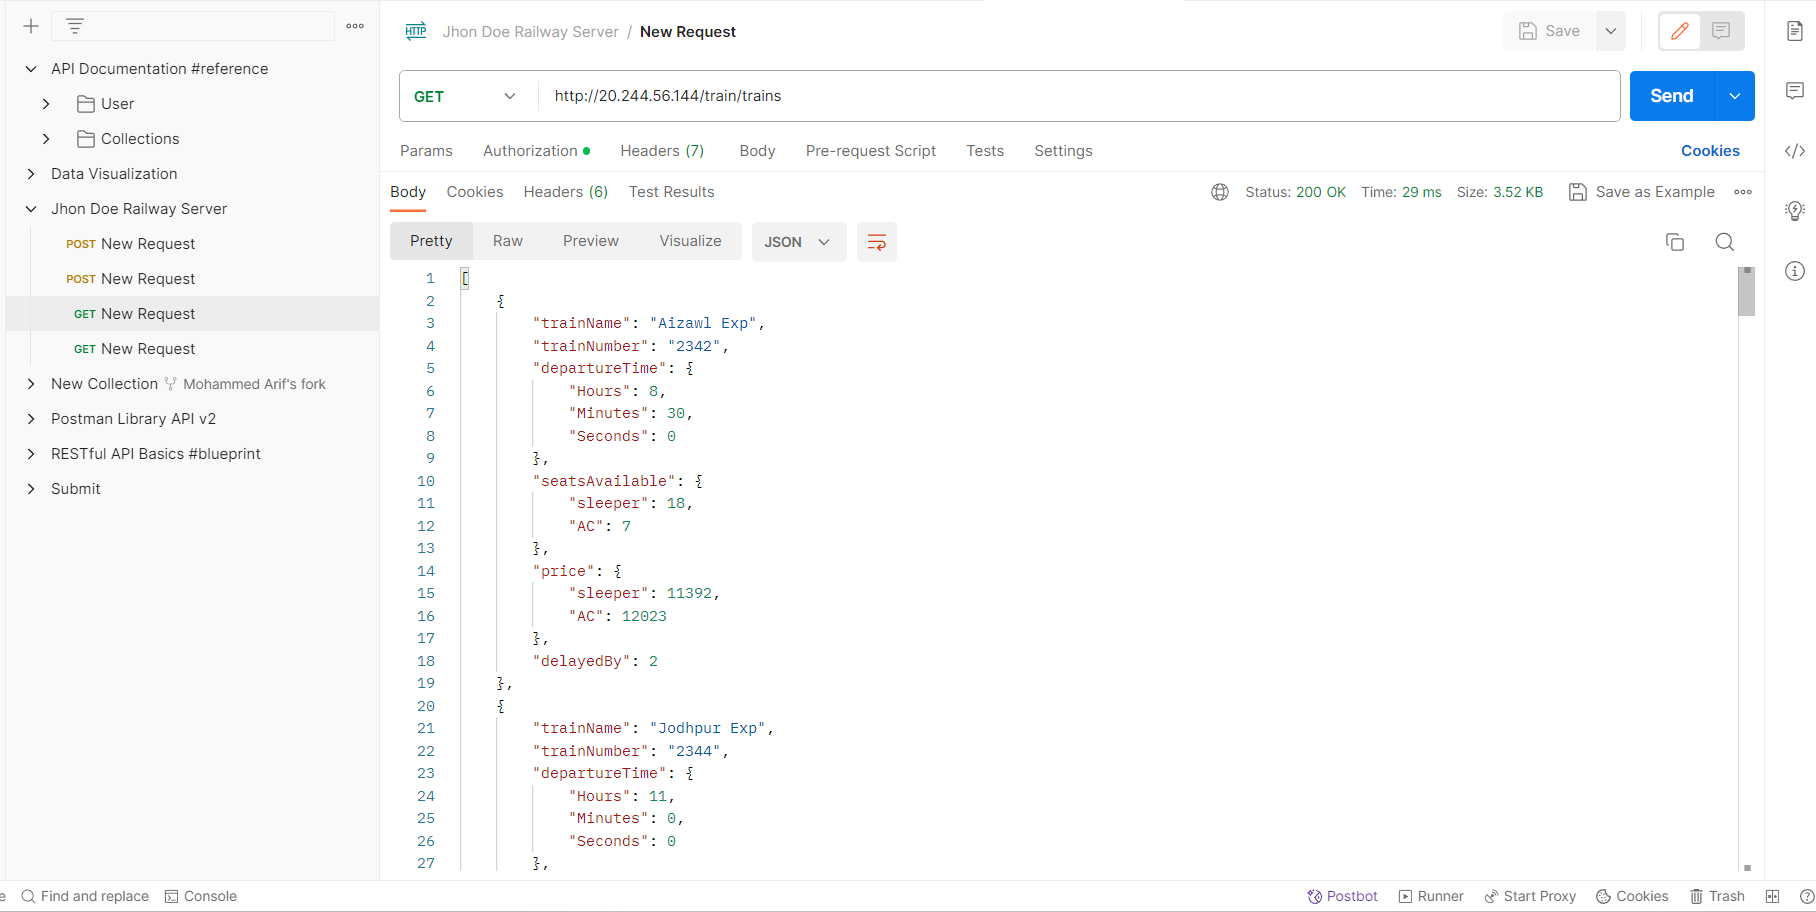 API Documentation #reference
User
Collections
Data Visualization
Jhon Doe Railway Server
POST New Request
POST New Request
GET New Request
GET New Request
New Collection Mohammed Arif's fork
Postman Library API v2
RESTful API Basics #blueprint
Submit
HTTP Jhon Doe Railway Server / New Request
Save
GET http://20.244.56.144/train/trains Send
Params Authorization Headers (7) Body Pre-request Script Tests Settings Cookies
Body Cookies Headers (6) Test Results Status: 200 OK Time: 29 ms Size: 3.52 KB Save as Example
Pretty Raw Preview Visualize JSON
1 [
2 {
3 "trainName": "Aizawl Exp",
4 "trainNumber": "2342",
5 "departureTime": {
6 "Hours": 8,
7 "Minutes": 30,
8 "Seconds": 0
9 },
10 "seatsAvailable": {
11 "sleeper": 18,
12 "AC": 7
13 },
14 "price": {
15 "sleeper": 11392,
16 "AC": 12023
17 },
18 "delayedBy": 2
19 },
20 {
21 "trainName": "Jodhpur Exp",
22 "trainNumber": "2344",
23 "departureTime": {
24 "Hours": 11,
25 "Minutes": 0,
26 "Seconds": 0
27 },
e Find and replace Console Postbot Runner Start Proxy Cookies Trash